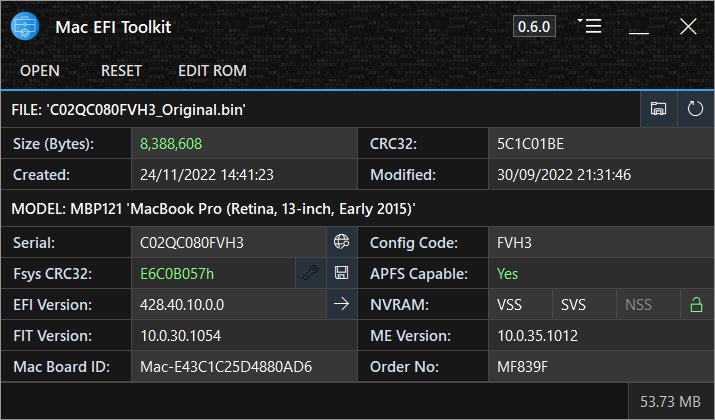 Mac EFI Toolkit 0.6.0
OPEN RESET EDIT ROM
FILE: 'C02QC080FVH3_Original.bin'
Size (Bytes): 8,388,608 CRC32: 5C1C01BE
Created: 24/11/2022 14:41:23 Modified: 30/09/2022 21:31:46
MODEL: MBP121 'MacBook Pro (Retina, 13-inch, Early 2015)'
Serial: C02QC080FVH3 Config Code: FVH3
Fsys CRC32: E6C0B057h APFS Capable: Yes
EFI Version: 428.40.10.0.0 NVRAM: VSS SVS NSS
FIT Version: 10.0.30.1054 ME Version: 10.0.35.1012
Mac Board ID: Mac-E43C1C25D4880AD6 Order No: MF839F
53.73 MB